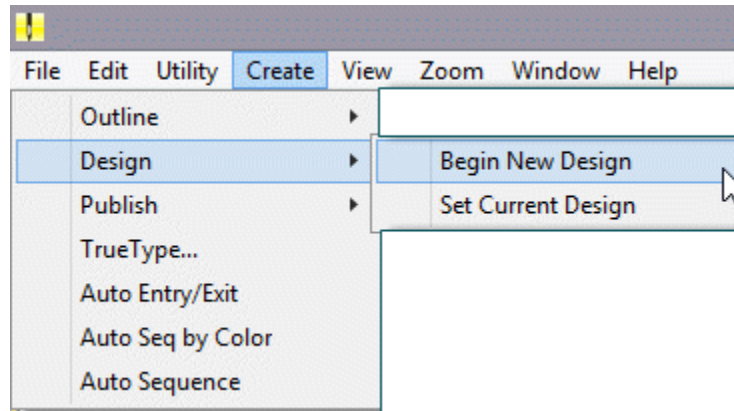 File Edit Utility Create View Zoom Window Help
Outline
Design
Begin New Design
Publish
Set Current Design
TrueType...
Auto Entry/Exit
Auto Seq by Color
Auto Sequence